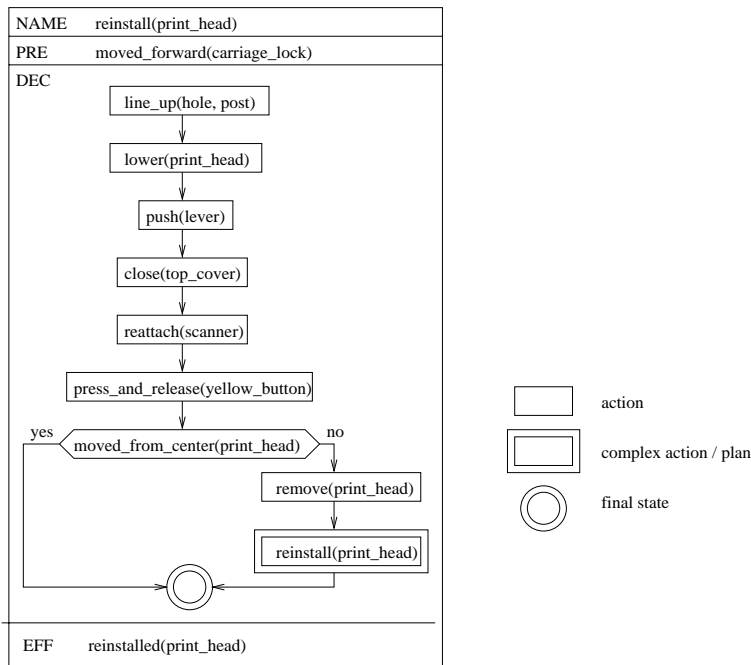 NAME reinstall(print_head)
PRE moved_forward(carriage_lock)
DEC
line_up(hole, post)
lower(print_head)
push(lever)
close(top_cover)
reattach(scanner)
press_and_release(yellow_button)
yes moved_from_center(print_head) no
remove(print_head)
reinstall(print_head)
EFF reinstalled(print_head)
action
complex action / plan
final state